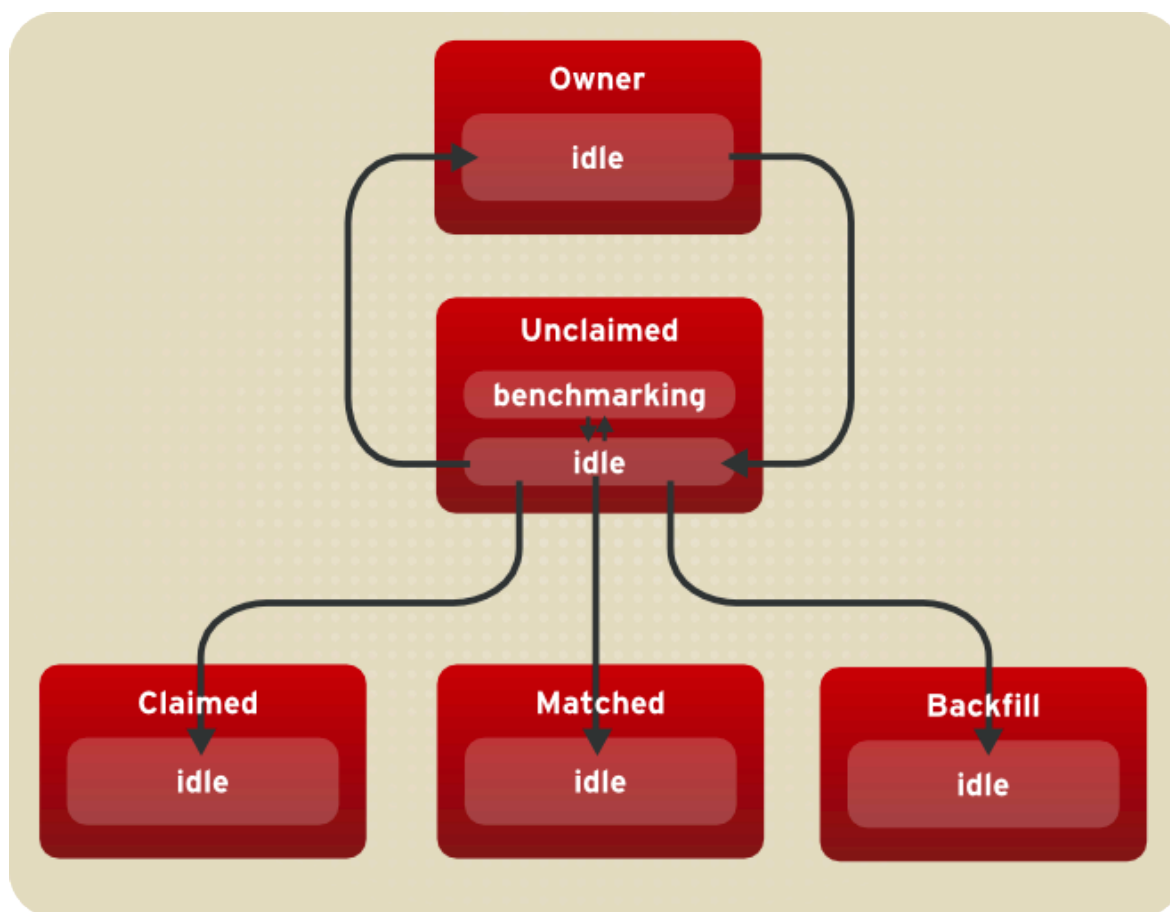 Owner
idle
Unclaimed
benchmarking
idle
Claimed
idle
Matched
idle
Backfill
idle